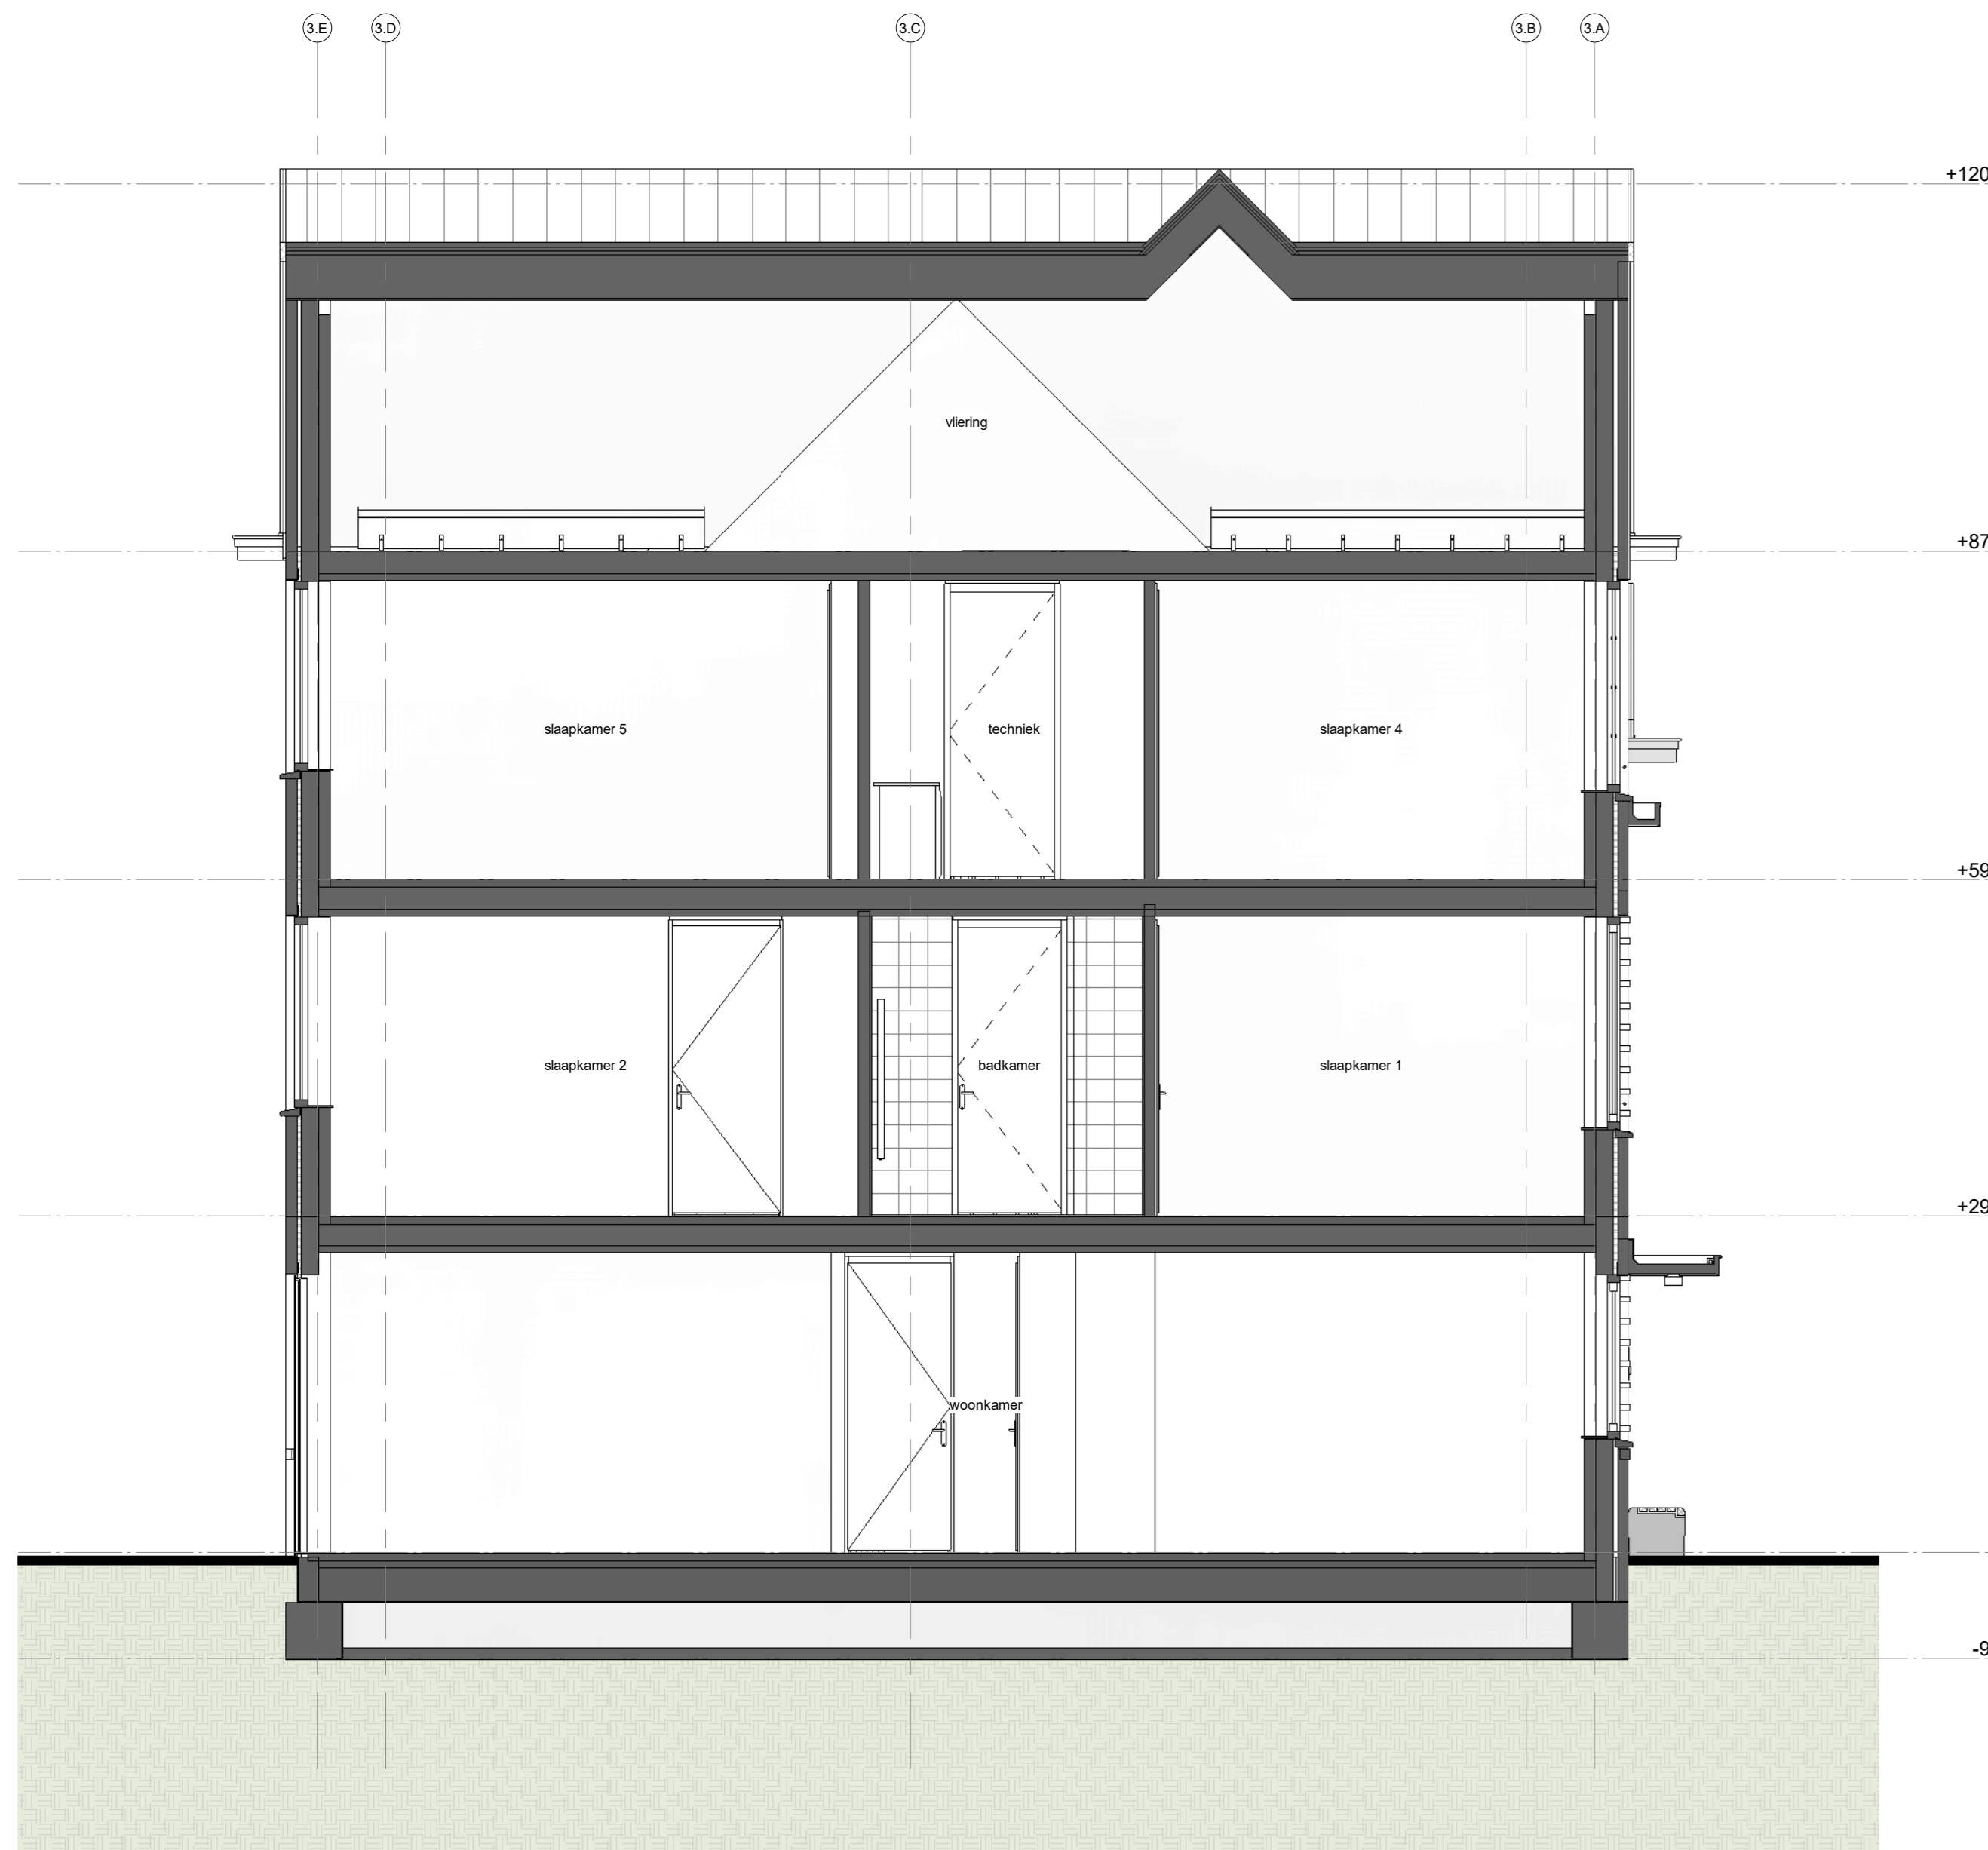 3.E 3.D 3.C 3.B 3.A
+120
vliering
+87
slaapkamer 5 techniek slaapkamer 4
+59
slaapkamer 2 badkamer slaapkamer 1
+29
woonkamer
-9